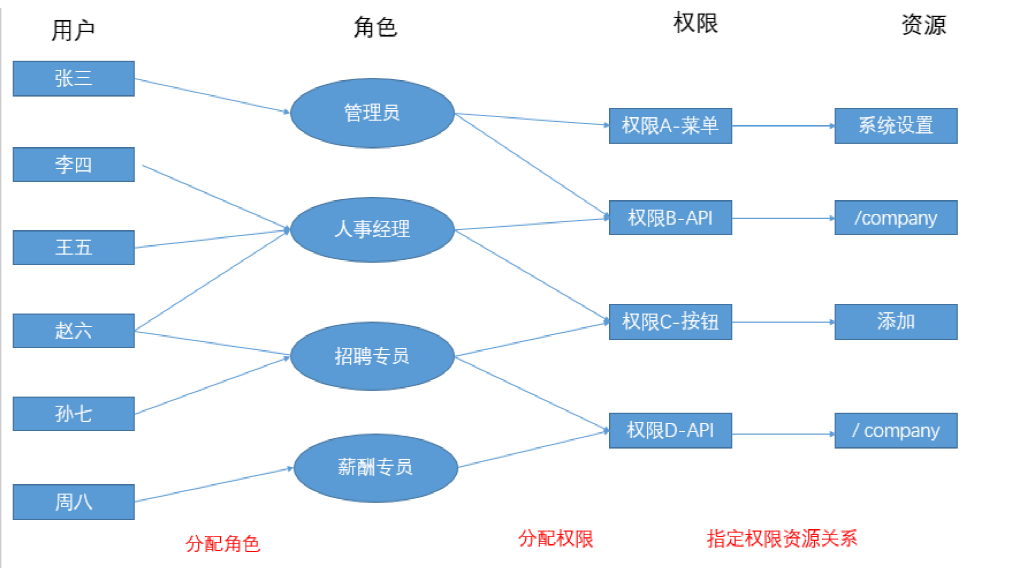 用户
角色
权限
资源
张三
管理员
权限A-菜单
系统设置
李四
人事经理
权限B-API
/company
王五
赵六
招聘专员
权限C-按钮
添加
孙七
薪酬专员
权限D-API
/ company
周八
分配角色
分配权限
指定权限资源关系